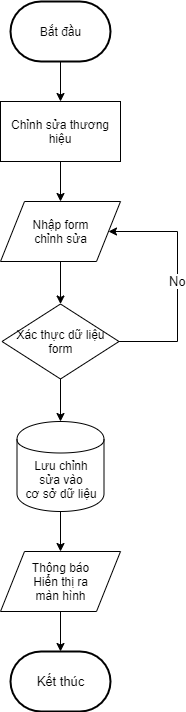 Bắt đầu
Chỉnh sửa thương
hiệu
Nhập form
chỉnh sửa
No
Xác thực dữ liệu
form
Lưu chỉnh
sửa vào
cơ sở dữ liệu
Thông báo
Hiển thị ra
màn hình
Kết thúc